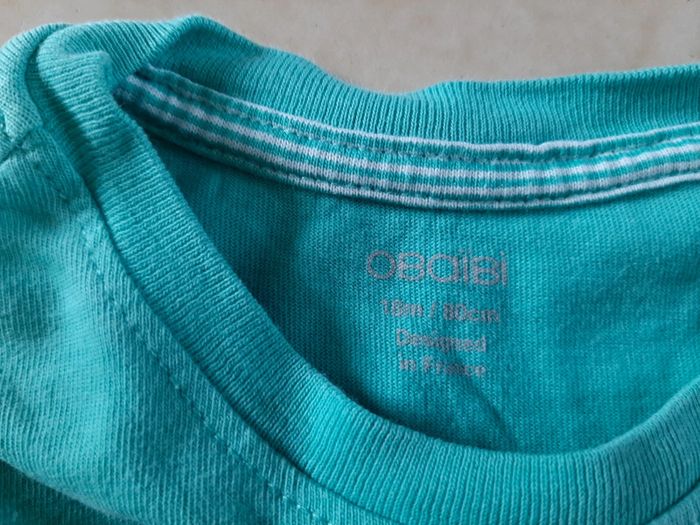 OBaiBi
18m / 80cm
Designed
in France